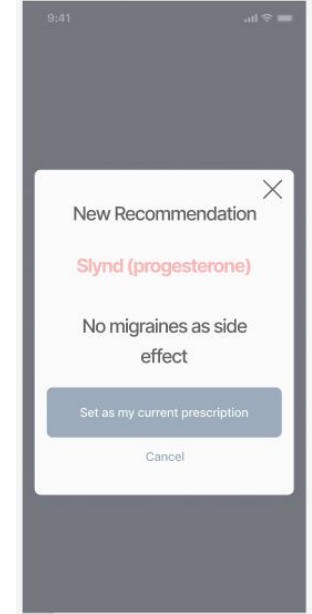 9:41
New Recommendation
Slynd (progesterone)
No migraines as side
effect
Set as my current prescription
Cancel